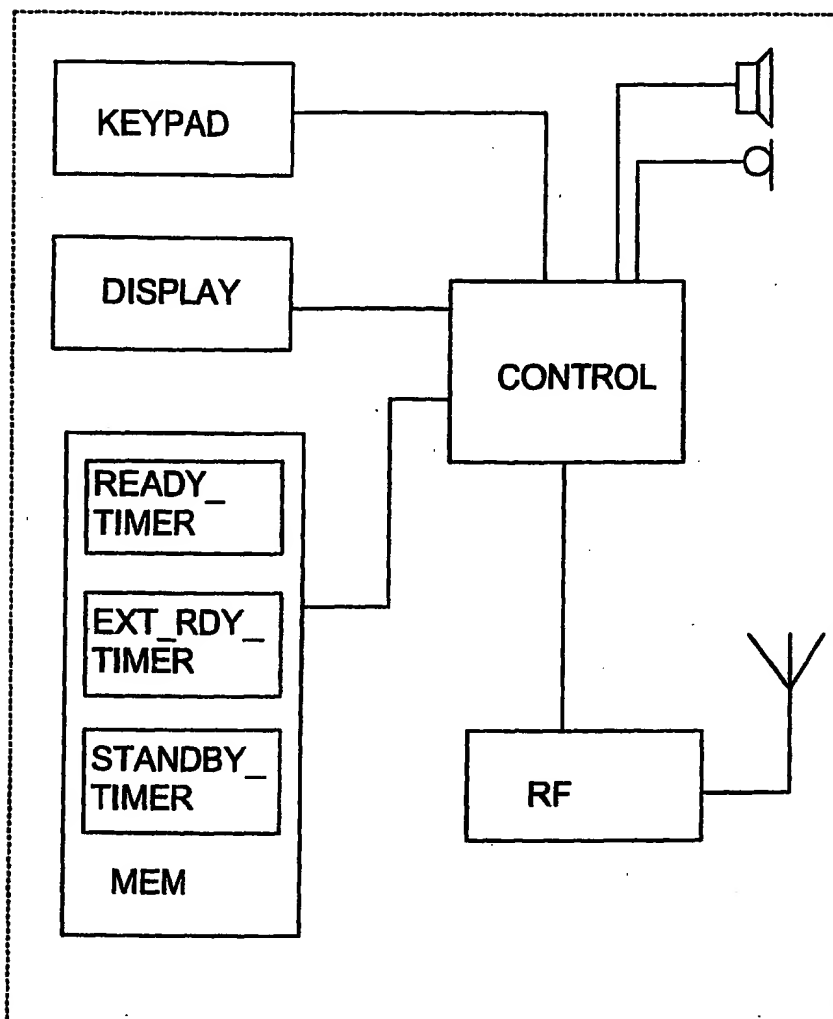 KEYPAD
DISPLAY
CONTROL
READY_
TIMER
EXT_RDY_
TIMER
STANDBY_
TIMER
MEM
RF